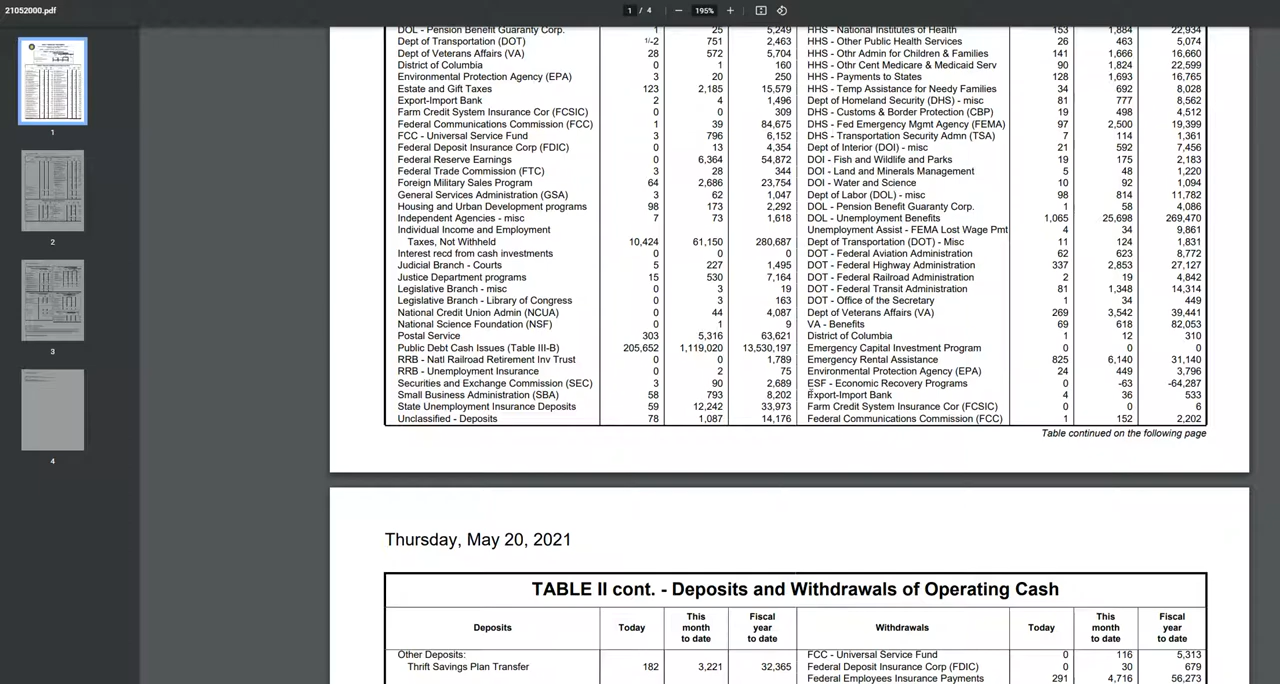 21052000.pdf
1 / 4
195%
1
2
3
4
DOL - Pension Benefit Guaranty Corp. 1 25 5,249 HHS - National Institutes of Health 153 1,884 22,934
Dept of Transportation (DOT) 1/-2 751 2,463 HHS - Other Public Health Services 26 463 5,074
Dept of Veterans Affairs (VA) 28 572 5,704 HHS - Othr Admin for Children & Families 141 1,666 16,660
District of Columbia 0 1 160 HHS - Othr Cent Medicare & Medicaid Serv 90 1,824 22,599
Environmental Protection Agency (EPA) 3 20 250 HHS - Payments to States 128 1,693 16,765
Estate and Gift Taxes 123 2,185 15,579 HHS - Temp Assistance for Needy Families 34 692 8,028
Export-Import Bank 2 4 1,496 Dept of Homeland Security (DHS) - misc 81 777 8,562
Farm Credit System Insurance Cor (FCSIC) 0 0 309 DHS - Customs & Border Protection (CBP) 19 498 4,512
Federal Communications Commission (FCC) 1 39 84,675 DHS - Fed Emergency Mgmt Agency (FEMA) 97 2,500 19,399
FCC - Universal Service Fund 3 796 6,152 DHS - Transportation Security Admn (TSA) 7 114 1,361
Federal Deposit Insurance Corp (FDIC) 0 13 4,354 Dept of Interior (DOI) - misc 21 592 7,456
Federal Reserve Earnings 0 6,364 54,872 DOI - Fish and Wildlife and Parks 19 175 2,183
Federal Trade Commission (FTC) 3 28 344 DOI - Land and Minerals Management 5 48 1,220
Foreign Military Sales Program 64 2,686 23,754 DOI - Water and Science 10 92 1,094
General Services Administration (GSA) 3 62 1,047 Dept of Labor (DOL) - misc 98 814 11,782
Housing and Urban Development programs 98 173 2,292 DOL - Pension Benefit Guaranty Corp. 1 58 4,086
Independent Agencies - misc 7 73 1,618 DOL - Unemployment Benefits 1,065 25,698 269,470
Individual Income and Employment Unemployment Assist - FEMA Lost Wage Pmt 4 34 9,861
Taxes, Not Withheld 10,424 61,150 280,687 Dept of Transportation (DOT) - Misc 11 124 1,831
Interest recd from cash investments 0 0 0 DOT - Federal Aviation Administration 62 623 8,772
Judicial Branch - Courts 5 227 1,495 DOT - Federal Highway Administration 337 2,853 27,127
Justice Department programs 15 530 7,164 DOT - Federal Railroad Administration 2 19 4,842
Legislative Branch - misc 0 3 19 DOT - Federal Transit Administration 81 1,348 14,314
Legislative Branch - Library of Congress 0 3 163 DOT - Office of the Secretary 1 34 449
National Credit Union Admin (NCUA) 0 44 4,087 Dept of Veterans Affairs (VA) 269 3,542 39,441
National Science Foundation (NSF) 0 1 9 VA - Benefits 69 618 82,053
Postal Service 303 5,316 63,621 District of Columbia 1 12 310
Public Debt Cash Issues (Table III-B) 205,652 1,119,020 13,530,197 Emergency Capital Investment Program 0 0 0
RRB - Natl Railroad Retirement Inv Trust 0 0 1,789 Emergency Rental Assistance 825 6,140 31,140
RRB - Unemployment Insurance 0 2 75 Environmental Protection Agency (EPA) 24 449 3,796
Securities and Exchange Commission (SEC) 3 90 2,689 ESF - Economic Recovery Programs 0 -63 -64,287
Small Business Administration (SBA) 58 793 8,202 Export-Import Bank 4 36 533
State Unemployment Insurance Deposits 59 12,242 33,973 Farm Credit System Insurance Cor (FCSIC) 0 0 6
Unclassified - Deposits 78 1,087 14,176 Federal Communications Commission (FCC) 1 152 2,202
Table continued on the following page
Thursday, May 20, 2021
TABLE II cont. - Deposits and Withdrawals of Operating Cash
Deposits Today This month to date Fiscal year to date Withdrawals Today This month to date Fiscal year to date
Other Deposits: FCC - Universal Service Fund 0 116 5,313
Thrift Savings Plan Transfer 182 3,221 32,365 Federal Deposit Insurance Corp (FDIC) 0 30 679
Federal Employees Insurance Payments 291 4,716 56,273